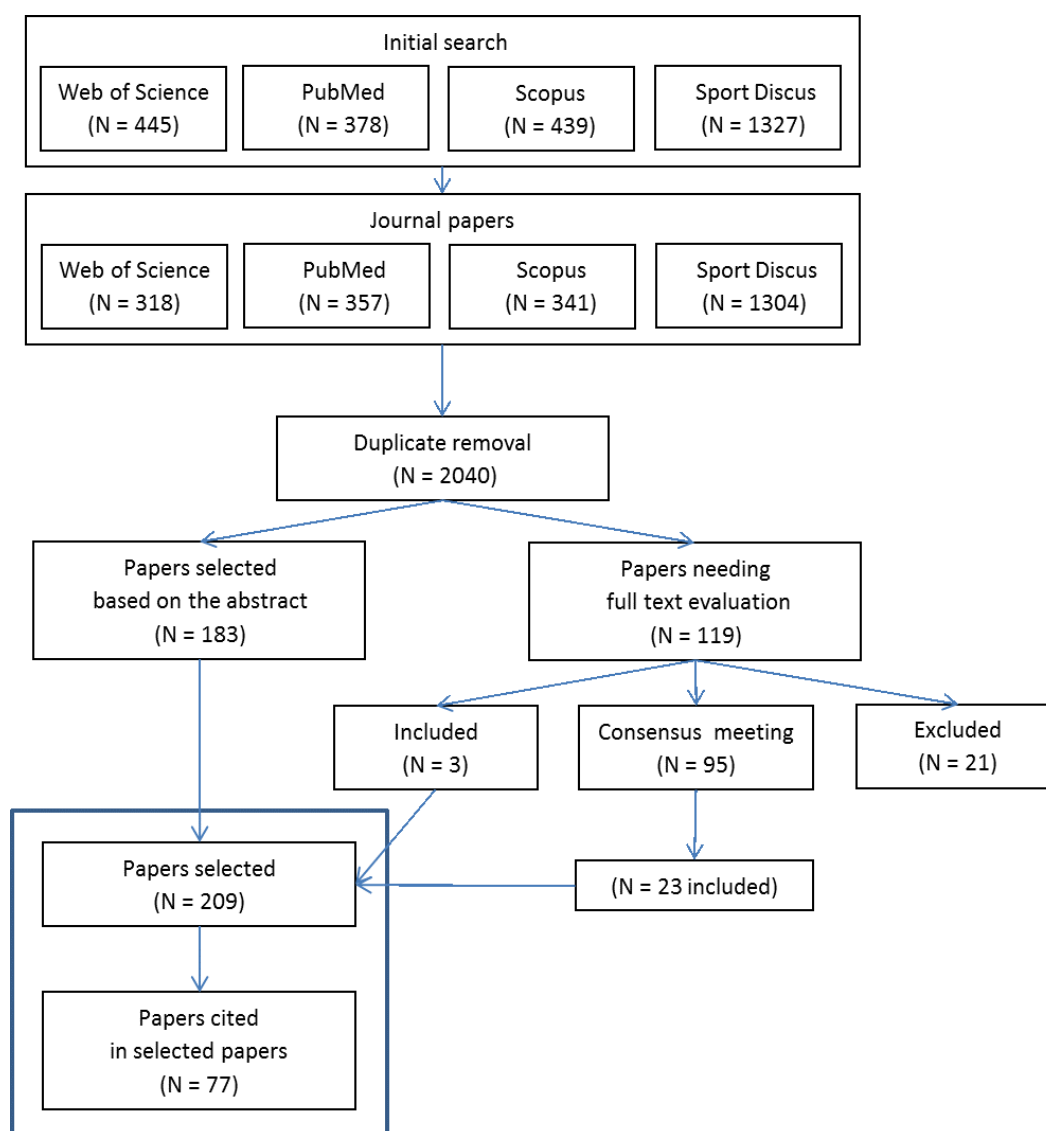 Initial search
Web of Science
(N = 445)
PubMed
(N = 378)
Scopus
(N = 439)
Sport Discus
(N = 1327)
Journal papers
Web of Science
(N = 318)
PubMed
(N = 357)
Scopus
(N = 341)
Sport Discus
(N = 1304)
Duplicate removal
(N = 2040)
Papers selected
based on the abstract
(N = 183)
Papers needing
full text evaluation
(N = 119)
Included
(N = 3)
Consensus meeting
(N = 95)
Excluded
(N = 21)
Papers selected
(N = 209)
(N = 23 included)
Papers cited
in selected papers
(N = 77)